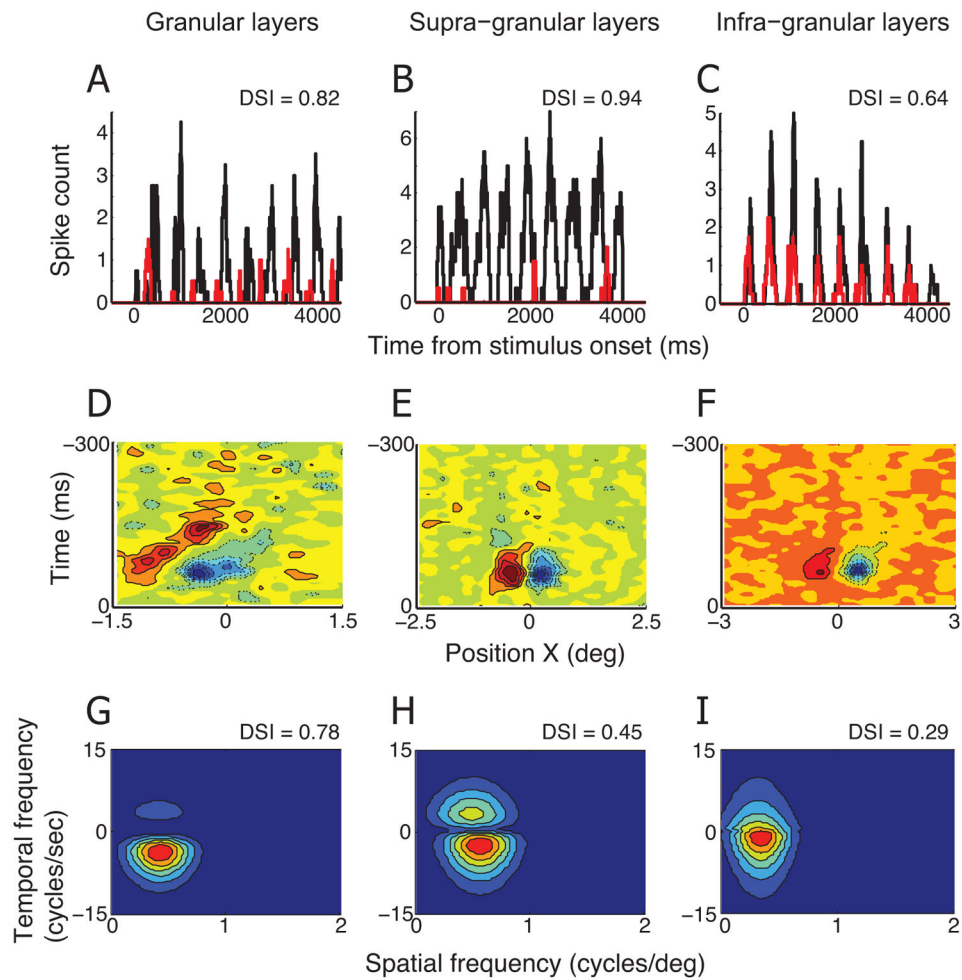 Granular layers
Supra-granular layers
Infra-granular layers
A
B
C
DSI = 0.82
DSI = 0.94
DSI = 0.64
Spike count
4
3
2
1
0
6
4
2
0
5
4
3
2
1
0
0 2000 4000
0 2000 4000
0 2000 4000
Time from stimulus onset (ms)
D
E
F
Time (ms)
-300
0
-300
0
-300
0
-1.5 0 1.5
-2.5 0 2.5
-3 0 3
Position X (deg)
G
H
I
DSI = 0.78
DSI = 0.45
DSI = 0.29
Temporal frequency
(cycles/sec)
15
0
-15
15
0
-15
15
0
-15
0 1 2
0 1 2
0 1 2
Spatial frequency (cycles/deg)